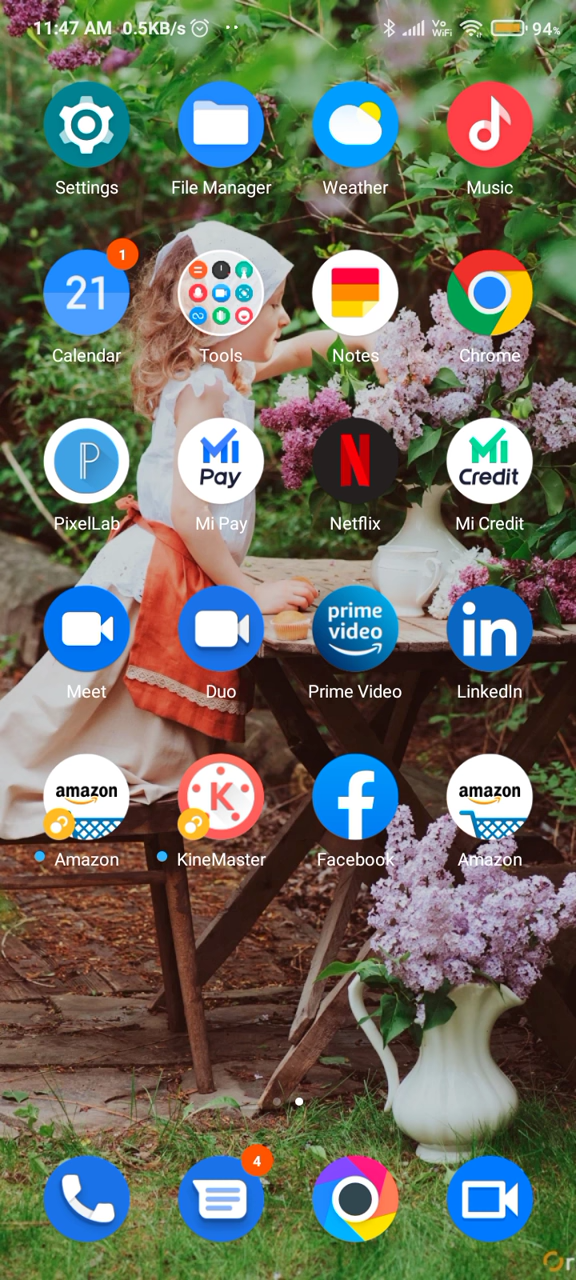 11:47 AM 0.5KB/s
Vo WiFi 94%
Settings File Manager Weather Music
1
21
Calendar Tools Notes Chrome
P Mi Pay N Mi Credit
PixelLab Mi Pay Netflix Mi Credit
prime video in
Meet Duo Prime Video LinkedIn
amazon K f amazon
Amazon KineMaster Facebook Amazon
4